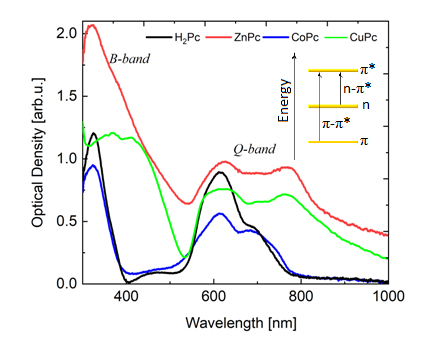 H₂Pc ZnPc CoPc CuPc
B-band
Q-band
Energy
π*
n-π*
n
π-π*
π
Optical Density [arb.u.]
2.0
1.5
1.0
0.5
0.0
400 600 800 1000
Wavelength [nm]